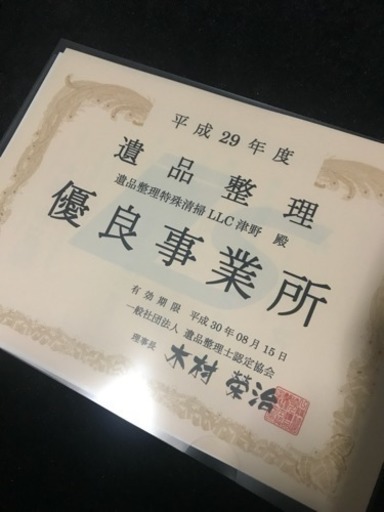 平成29年度
遺品整理
遺品整理特殊清掃LLC津野 殿
優良事業所
有効期限 平成30年08月15日
一般社団法人 遺品整理士認定協会
理事長 木村榮治